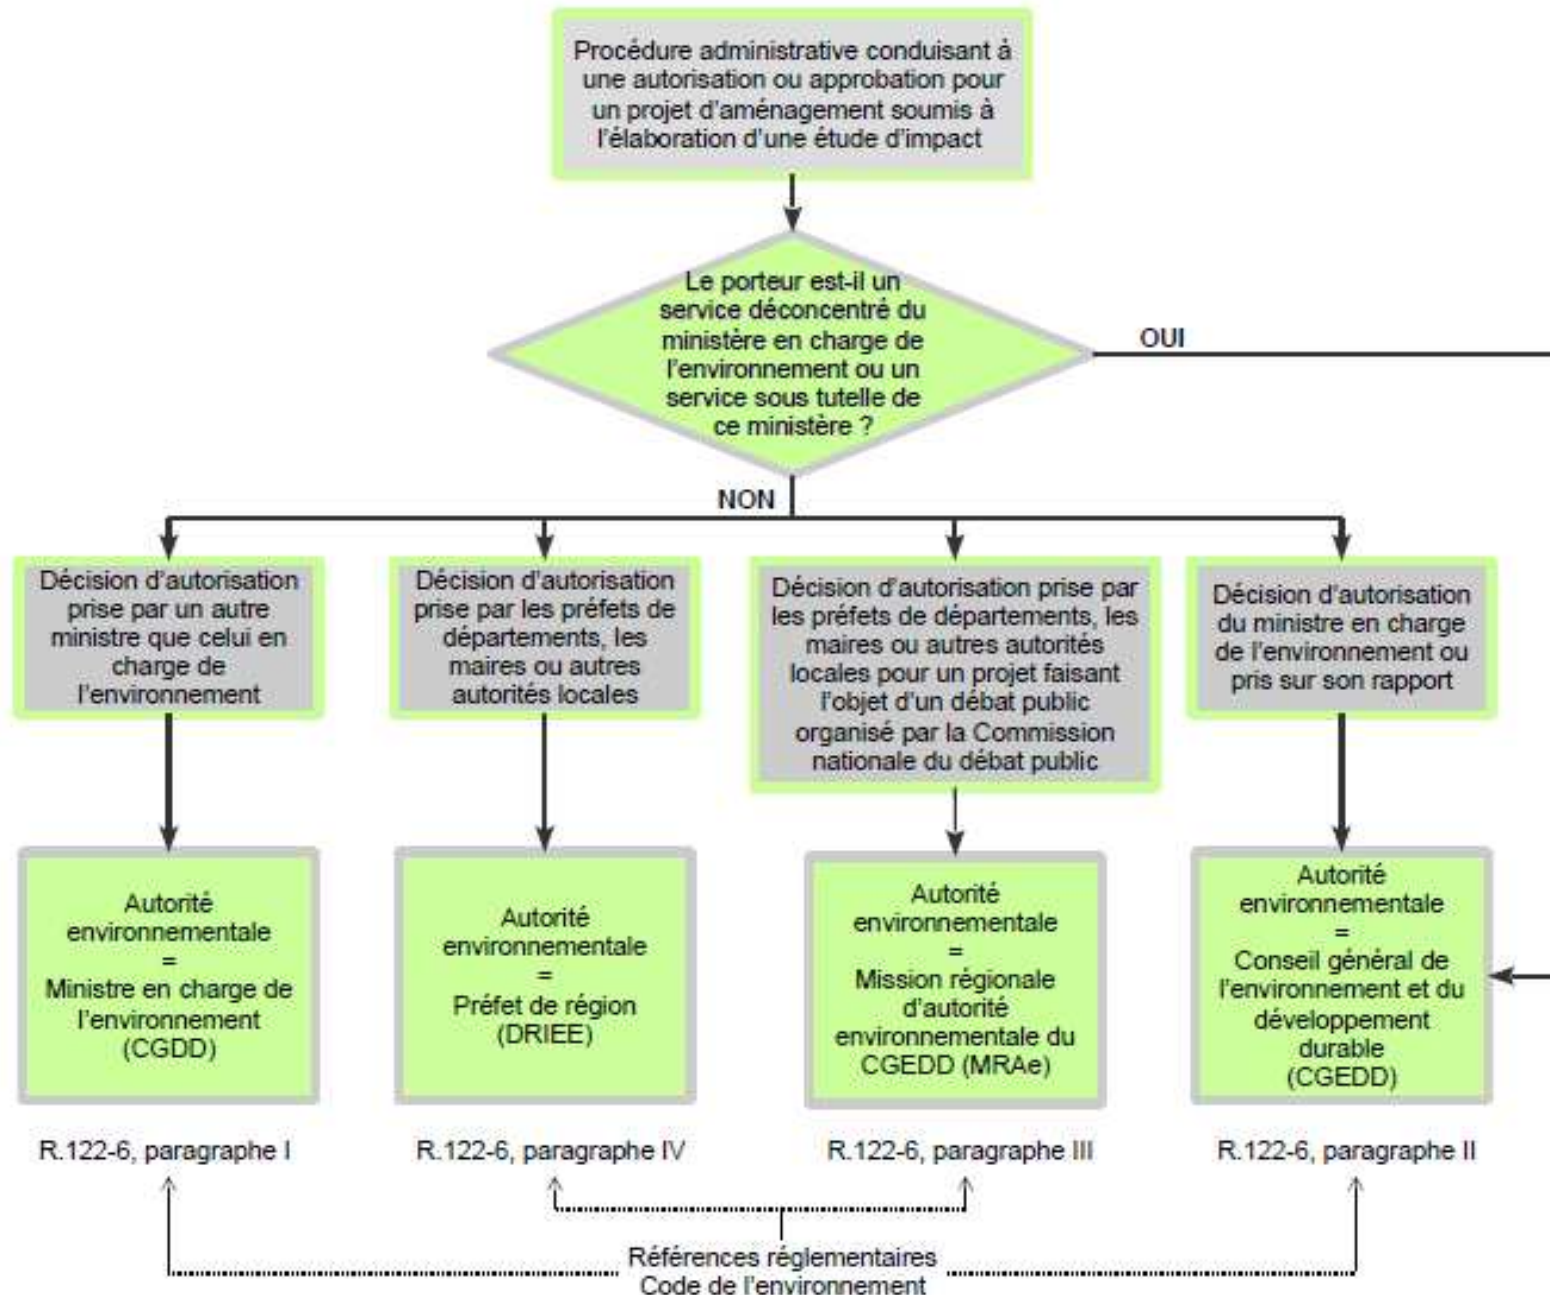 Procédure administrative conduisant à
une autorisation ou approbation pour
un projet d'aménagement soumis à
l'élaboration d'une étude d'impact
Le porteur est-il un
service déconcentré du
ministère en charge de
l'environnement ou un
service sous tutelle de
ce ministère ?
OUI
NON
Décision d'autorisation
prise par un autre
ministre que celui en
charge de
l'environnement
Décision d'autorisation
prise par les préfets de
départements, les
maires ou autres
autorités locales
Décision d'autorisation prise par
les préfets de départements, les
maires ou autres autorités
locales pour un projet faisant
l'objet d'un débat public
organisé par la Commission
nationale du débat public
Décision d'autorisation
du ministre en charge
de l'environnement ou
pris sur son rapport
Autorité
environnementale
=
Ministre en charge de
l'environnement
(CGDD)
Autorité
environnementale
=
Préfet de région
(DRIEE)
Autorité
environnementale
=
Mission régionale
d'autorité
environnementale du
CGEDD (MRAe)
Autorité
environnementale
=
Conseil général de
l'environnement et du
développement
durable
(CGEDD)
R.122-6, paragraphe I
R.122-6, paragraphe IV
R.122-6, paragraphe III
R.122-6, paragraphe II
Références réglementaires
Code de l'environnement